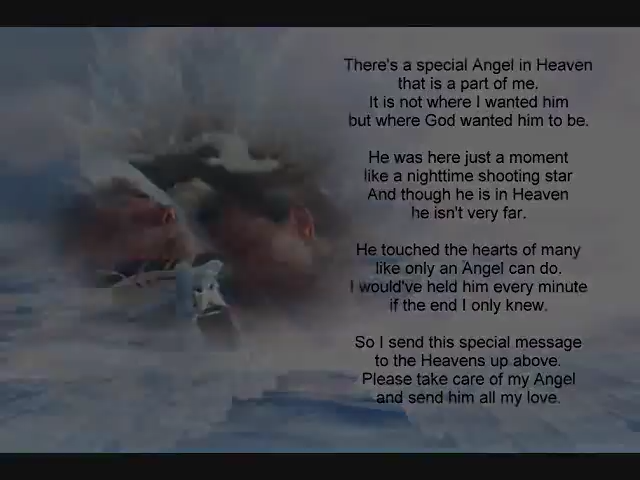 There's a special Angel in Heaven
that is a part of me.
It is not where I wanted him
but where God wanted him to be.
He was here just a moment
like a nighttime shooting star
And though he is in Heaven
he isn't very far.
He touched the hearts of many
like only an Angel can do.
I would've held him every minute
if the end I only knew.
So I send this special message
to the Heavens up above.
Please take care of my Angel
and send him all my love.